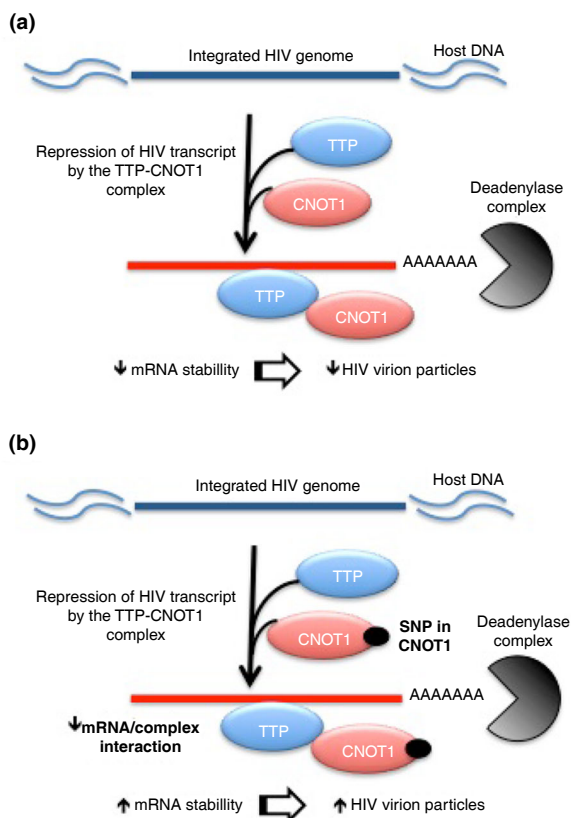 (a)
Integrated HIV genome
Host DNA
Repression of HIV transcript
by the TTP-CNOT1
complex
TTP
CNOT1
Deadenylase
complex
AAAAAAA
TTP
CNOT1
mRNA stabillity
HIV virion particles
(b)
Integrated HIV genome
Host DNA
Repression of HIV transcript
by the TTP-CNOT1
complex
TTP
CNOT1
SNP in
CNOT1
Deadenylase
complex
AAAAAAA
mRNA/complex
interaction
TTP
CNOT1
mRNA stabillity
HIV virion particles